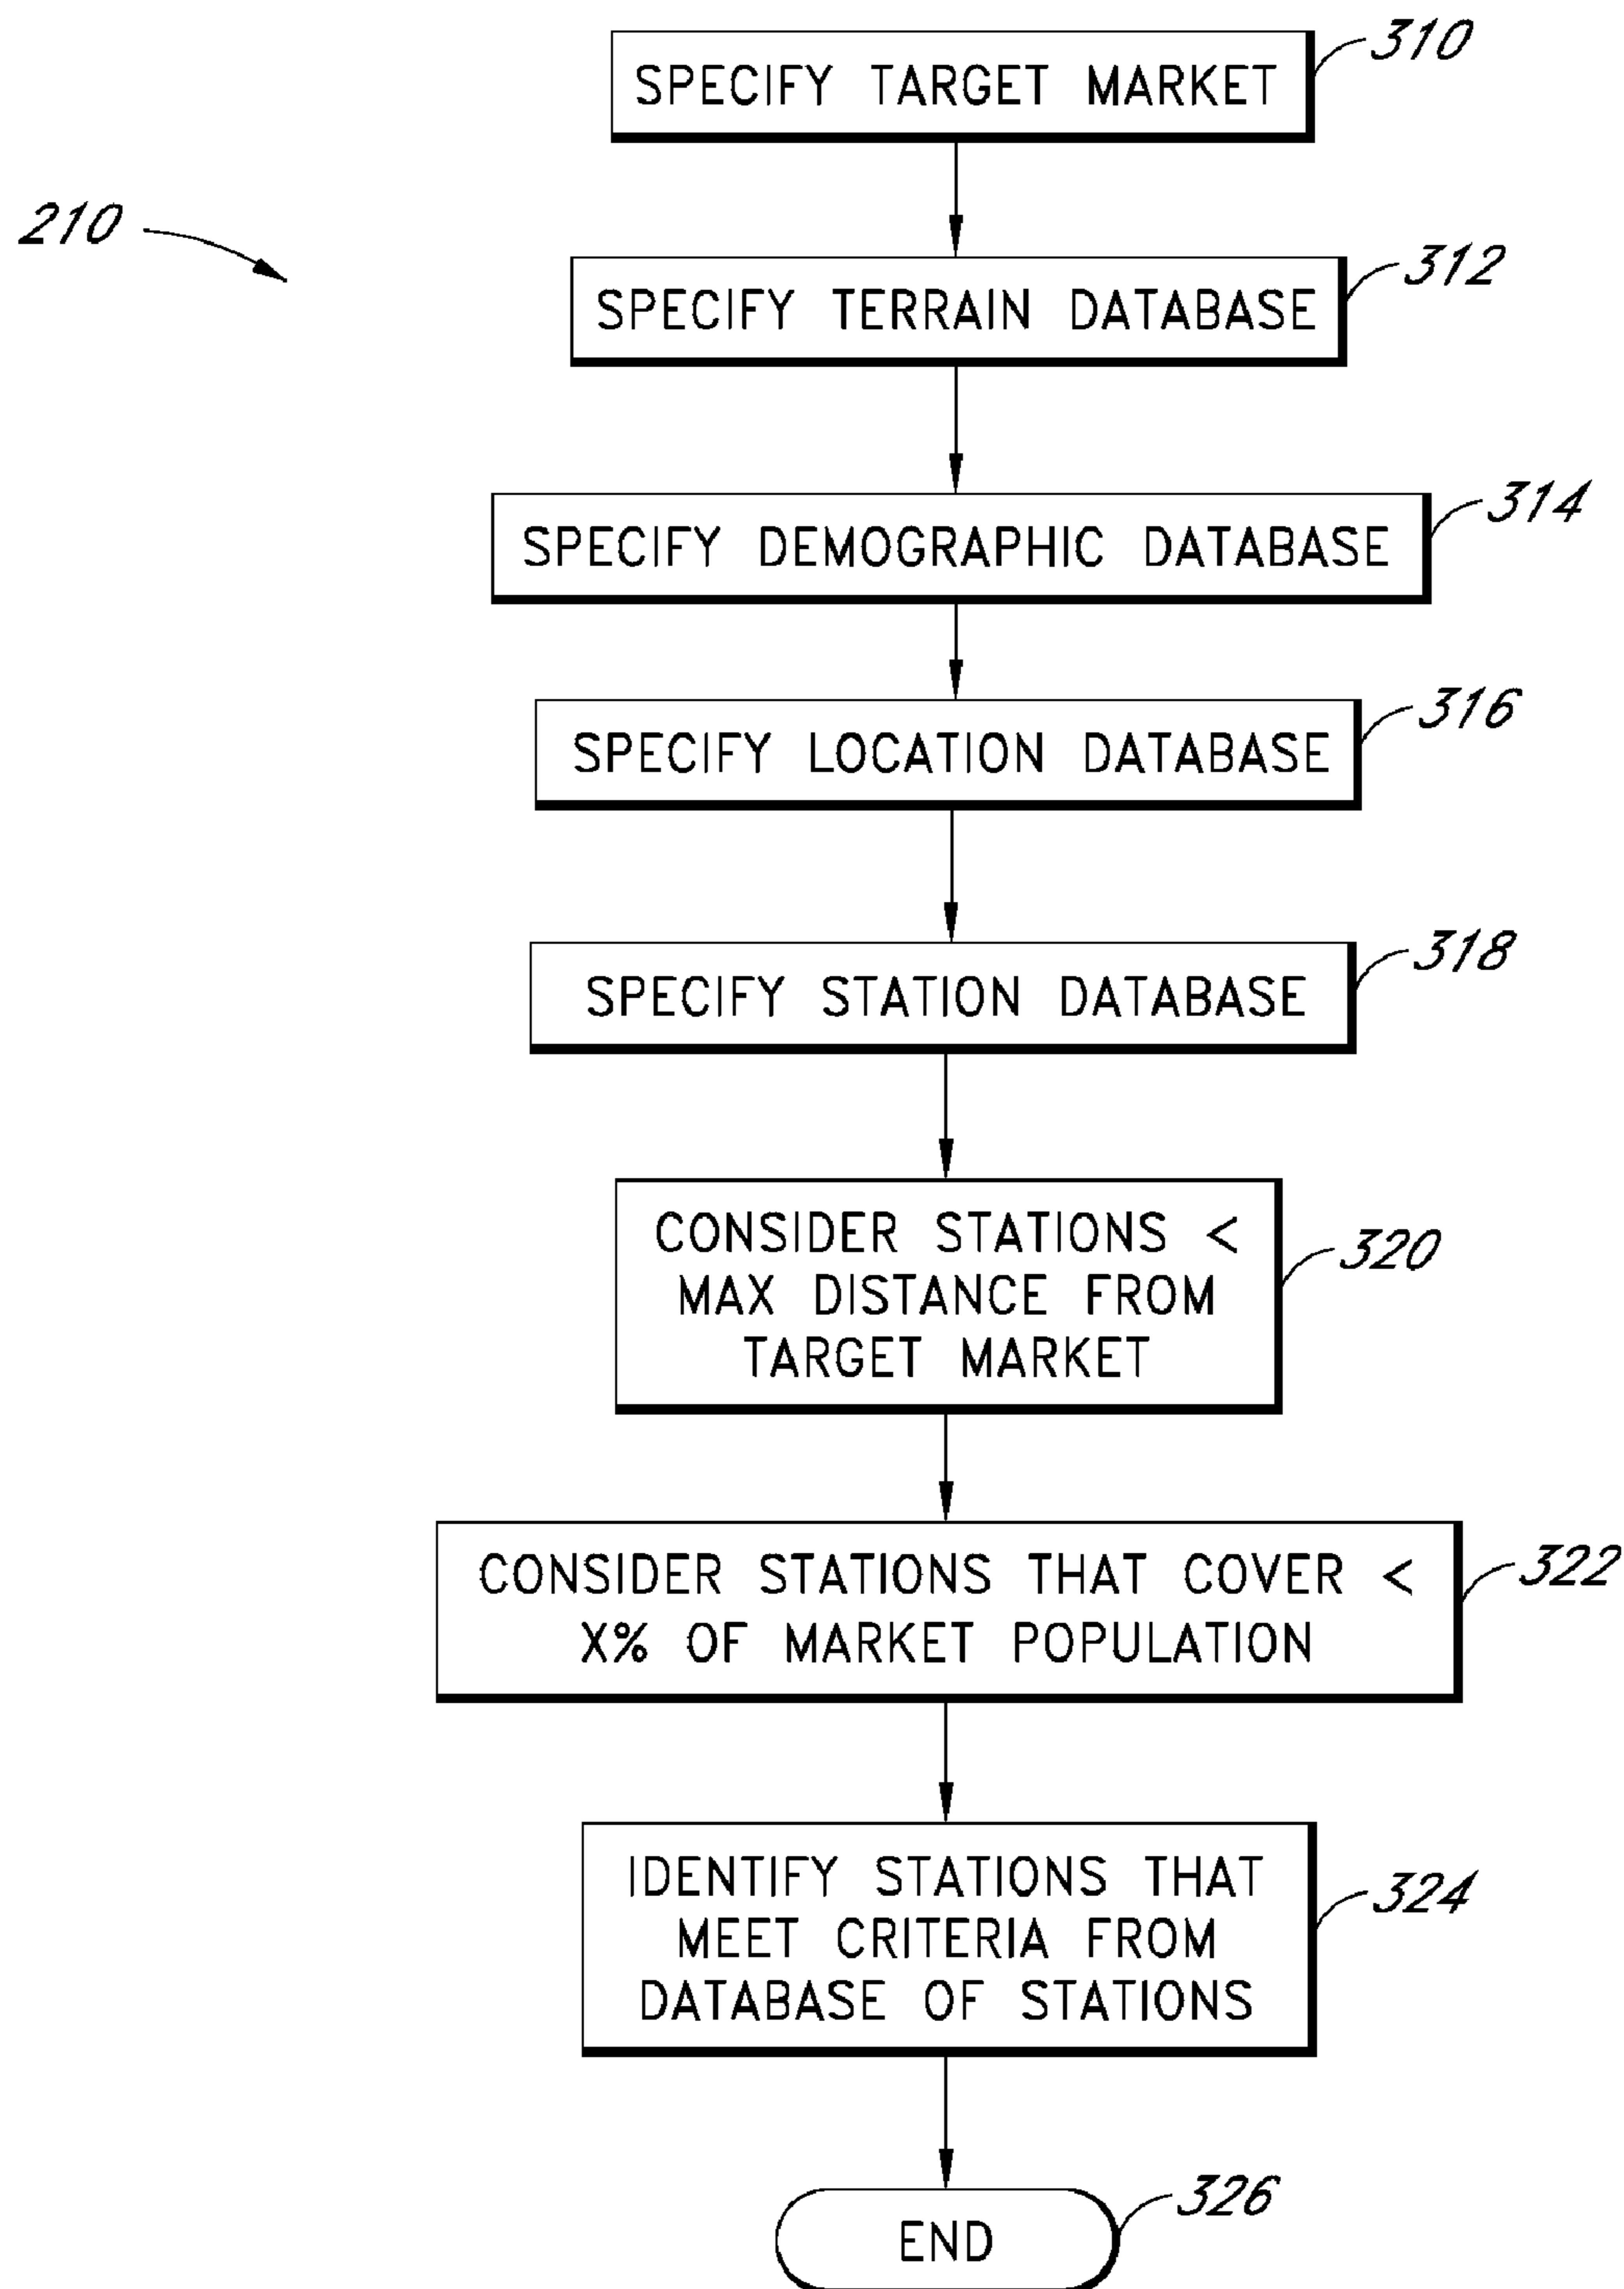 310
SPECIFY TARGET MARKET
210
312
SPECIFY TERRAIN DATABASE
314
SPECIFY DEMOGRAPHIC DATABASE
316
SPECIFY LOCATION DATABASE
318
SPECIFY STATION DATABASE
320
CONSIDER STATIONS <
MAX DISTANCE FROM
TARGET MARKET
322
CONSIDER STATIONS THAT COVER <
X% OF MARKET POPULATION
324
IDENTIFY STATIONS THAT
MEET CRITERIA FROM
DATABASE OF STATIONS
326
END